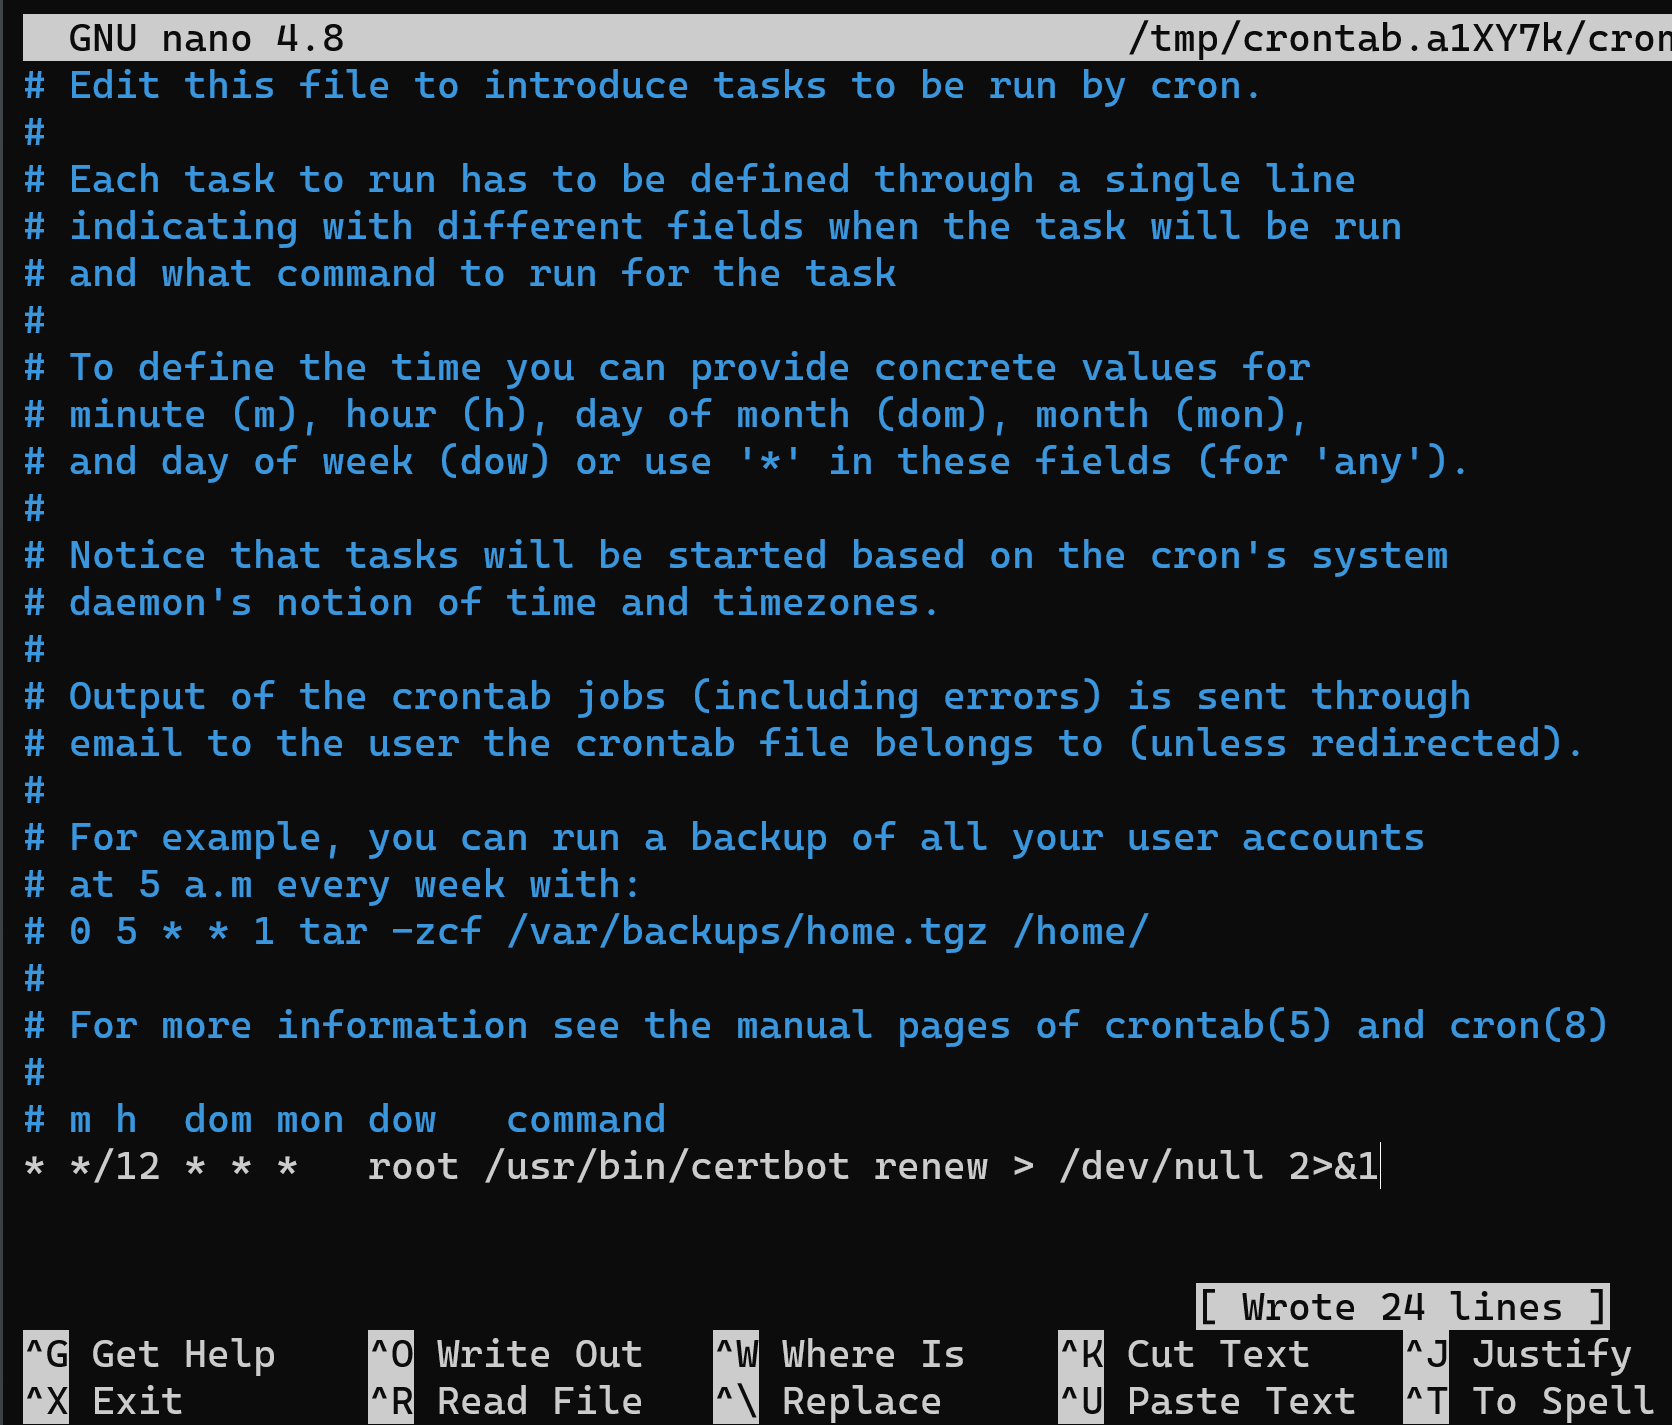 GNU nano 4.8 /tmp/crontab.a1XY7k/cron
# Edit this file to introduce tasks to be run by cron.
#
# Each task to run has to be defined through a single line
# indicating with different fields when the task will be run
# and what command to run for the task
#
# To define the time you can provide concrete values for
# minute (m), hour (h), day of month (dom), month (mon),
# and day of week (dow) or use '*' in these fields (for 'any').
#
# Notice that tasks will be started based on the cron's system
# daemon's notion of time and timezones.
#
# Output of the crontab jobs (including errors) is sent through
# email to the user the crontab file belongs to (unless redirected).
#
# For example, you can run a backup of all your user accounts
# at 5 a.m every week with:
# 0 5 * * 1 tar -zcf /var/backups/home.tgz /home/
#
# For more information see the manual pages of crontab(5) and cron(8)
#
# m h  dom mon dow   command
* */12 * * *   root /usr/bin/certbot renew > /dev/null 2>&1
[ Wrote 24 lines ]
^G Get Help ^O Write Out ^W Where Is ^K Cut Text ^J Justify
^X Exit ^R Read File ^\ Replace ^U Paste Text ^T To Spell